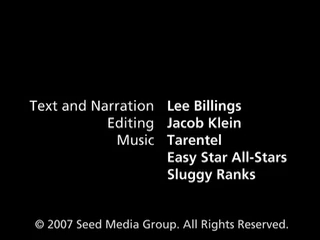 Text and Narration Lee Billings
Editing Jacob Klein
Music Tarentel
Easy Star All-Stars
Sluggy Ranks
© 2007 Seed Media Group. All Rights Reserved.